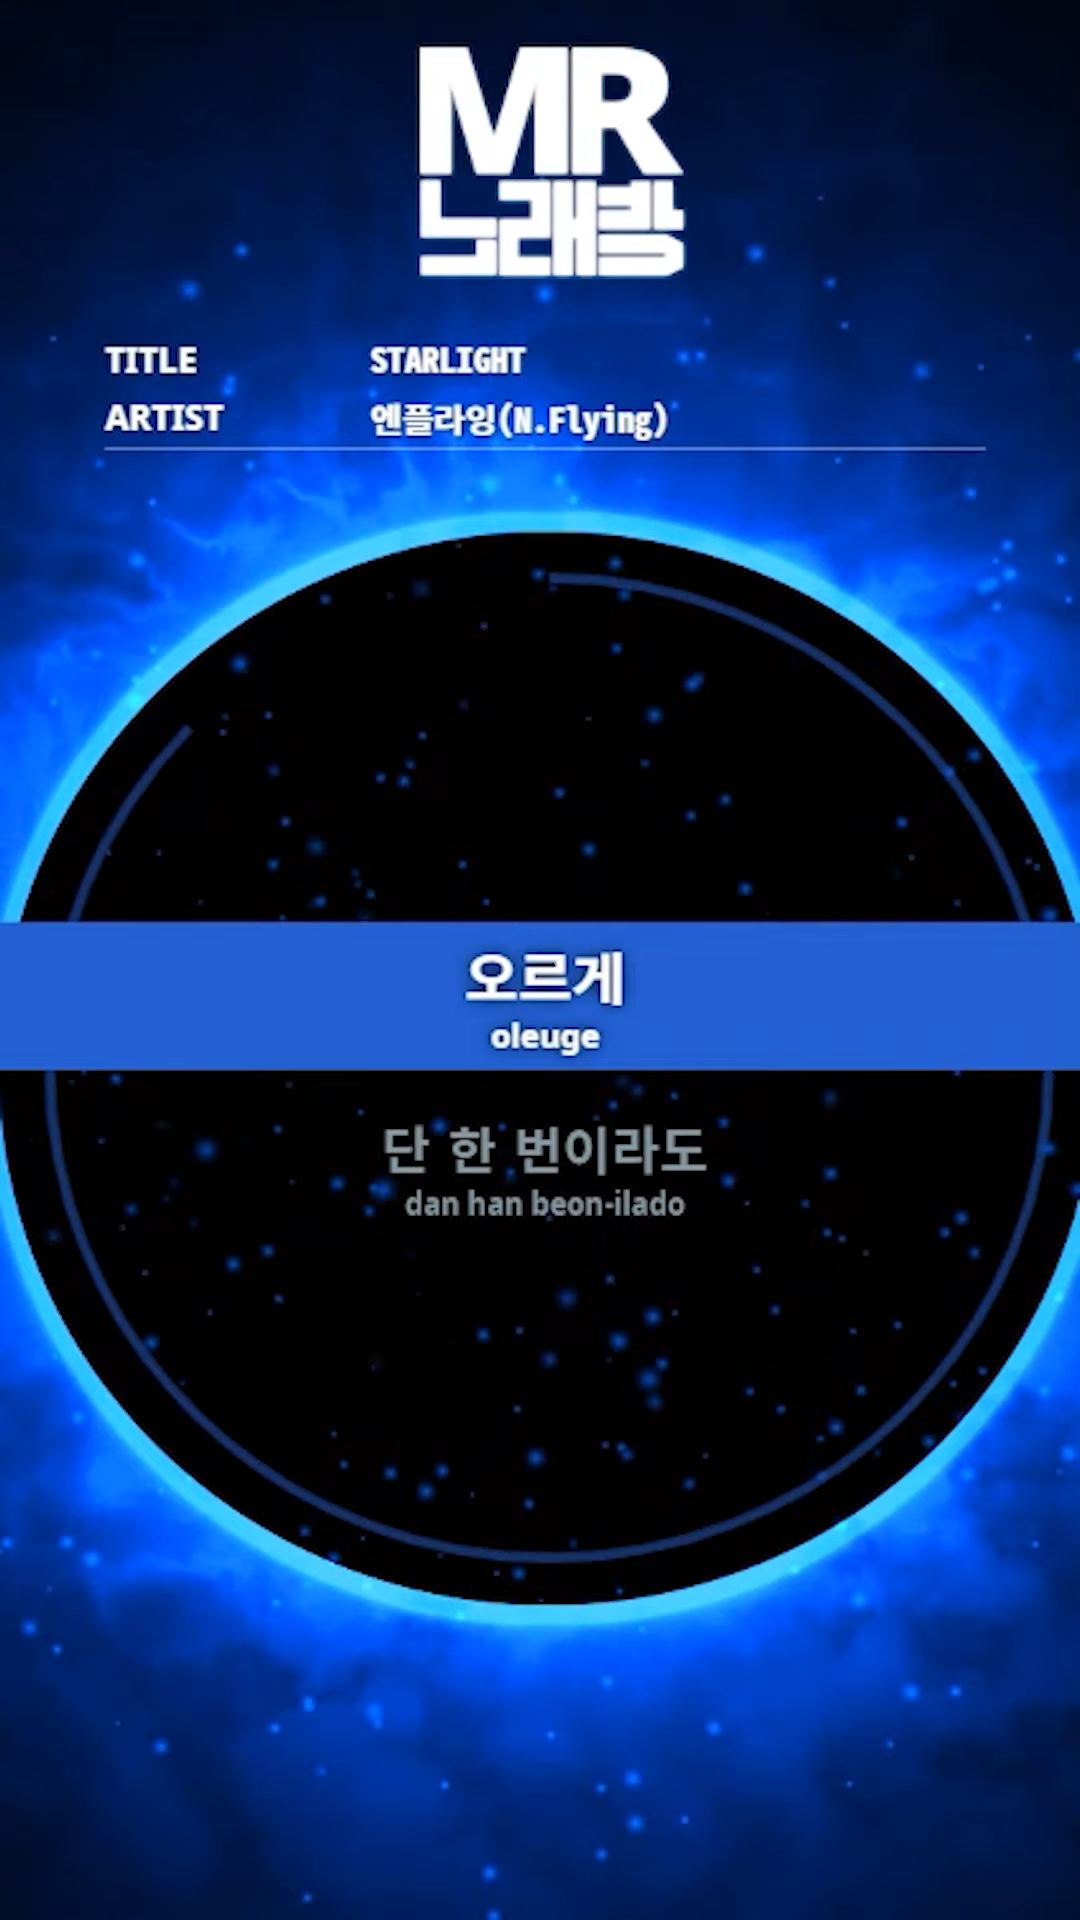 MR
노래방
TITLE STARLIGHT
ARTIST 엔플라잉(N.Flying)
오르게
oleuge
단 한 번이라도
dan han beon-ilado